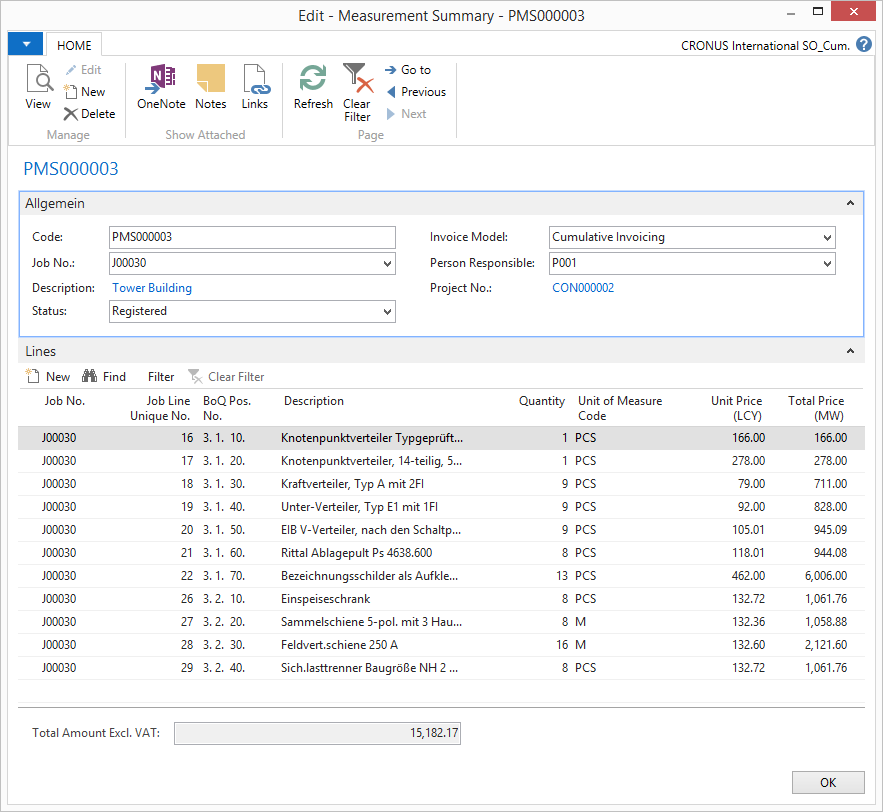 Edit - Measurement Summary - PMS000003
HOME
CRONUS International SO_Cum.
View
Edit
New
Delete
Manage
OneNote
Notes
Links
Show Attached
Refresh
Clear Filter
Go to
Previous
Next
Page
PMS000003
Allgemein
Code: PMS000003 Invoice Model: Cumulative Invoicing
Job No.: J00030 Person Responsible: P001
Description: Tower Building Project No.: CON000002
Status: Registered
Lines
New Find Filter Clear Filter
Job No. Job Line Unique No. BoQ Pos. No. Description Quantity Unit of Measure Code Unit Price (LCY) Total Price (MW)
J00030 16 3. 1. 10. Knotenpunktverteiler Typgeprüft... 1 PCS 166.00 166.00
J00030 17 3. 1. 20. Knotenpunktverteiler, 14-teilig, 5... 1 PCS 278.00 278.00
J00030 18 3. 1. 30. Kraftverteiler, Typ A mit 2FI 9 PCS 79.00 711.00
J00030 19 3. 1. 40. Unter-Verteiler, Typ E1 mit 1FI 9 PCS 92.00 828.00
J00030 20 3. 1. 50. EIB V-Verteiler, nach den Schaltp... 9 PCS 105.01 945.09
J00030 21 3. 1. 60. Rittal Ablagepult Ps 4638.600 8 PCS 118.01 944.08
J00030 22 3. 1. 70. Bezeichnungsschilder als Aufkle... 13 PCS 462.00 6,006.00
J00030 26 3. 2. 10. Einspeiseschrank 8 PCS 132.72 1,061.76
J00030 27 3. 2. 20. Sammelschiene 5-pol. mit 3 Hau... 8 M 132.36 1,058.88
J00030 28 3. 2. 30. Feldvert.schiene 250 A 16 M 132.60 2,121.60
J00030 29 3. 2. 40. Sich.lasttrenner Baugröße NH 2 ... 8 PCS 132.72 1,061.76
Total Amount Excl. VAT: 15,182.17
OK